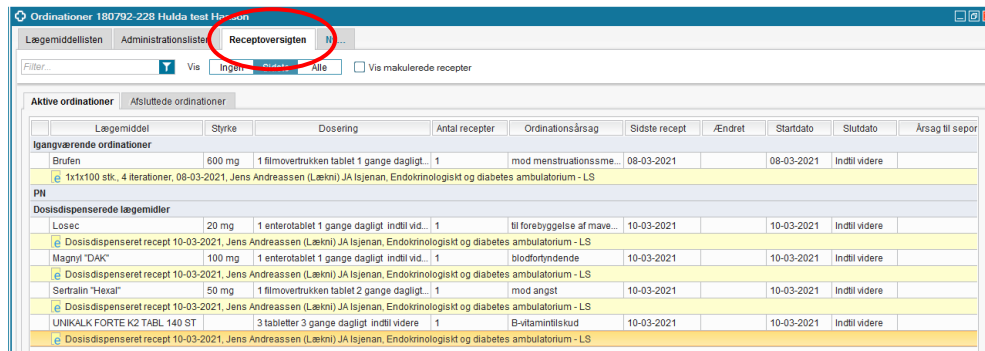 Ordinationer 180792-228 Hulda test Hansson
Lægemiddellisten Administrationslisten Receptoversigten
Filter... Vis Ingen Sidste Alle Vis makulerede recepter
Aktive ordinationer Afsluttede ordinationer
Lægemiddel Styrke Dosering Antal recepter Ordinationsårsag Sidste recept Ændret Startdato Slutdato Årsag til sepor
Igangværende ordinationer
Brufen 600 mg 1 filmovertrukken tablet 1 gange dagligt... 1 mod menstruationssme... 08-03-2021 08-03-2021 Indtil videre
e 1x1x100 stk., 4 iterationer, 08-03-2021, Jens Andreassen (Lækni) JA Isjenan, Endokrinologiskt og diabetes ambulatorium - LS
PN
Dosisdispenserede lægemidler
Losec 20 mg 1 enterotablet 1 gange dagligt indtil vid... 1 til forebyggelse af mave... 10-03-2021 10-03-2021 Indtil videre
e Dosisdispenseret recept 10-03-2021, Jens Andreassen (Lækni) JA Isjenan, Endokrinologiskt og diabetes ambulatorium - LS
Magnyl "DAK" 100 mg 1 enterotablet 1 gange dagligt indtil vid... 1 blodfortyndende 10-03-2021 10-03-2021 Indtil videre
e Dosisdispenseret recept 10-03-2021, Jens Andreassen (Lækni) JA Isjenan, Endokrinologiskt og diabetes ambulatorium - LS
Sertralin "Hexal" 50 mg 1 filmovertrukken tablet 2 gange dagligt... 1 mod angst 10-03-2021 10-03-2021 Indtil videre
e Dosisdispenseret recept 10-03-2021, Jens Andreassen (Lækni) JA Isjenan, Endokrinologiskt og diabetes ambulatorium - LS
UNIKALK FORTE K2 TABL 140 ST 3 tabletter 3 gange dagligt indtil videre 1 B-vitamintilskud 10-03-2021 10-03-2021 Indtil videre
e Dosisdispenseret recept 10-03-2021, Jens Andreassen (Lækni) JA Isjenan, Endokrinologiskt og diabetes ambulatorium - LS